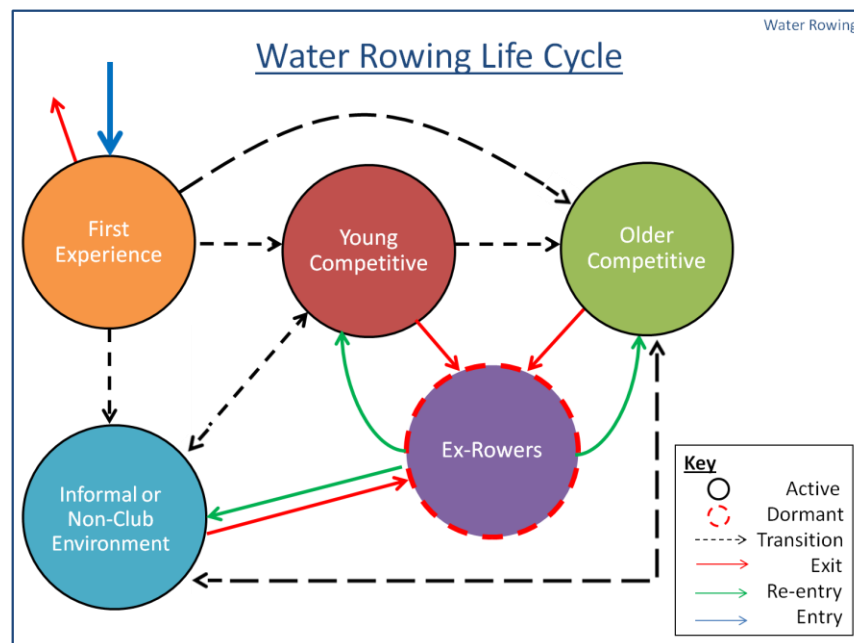 Water Rowing
Water Rowing Life Cycle
First
Experience
Young
Competitive
Older
Competitive
Ex-Rowers
Informal or
Non-Club
Environment
Key
Active
Dormant
Transition
Exit
Re-entry
Entry